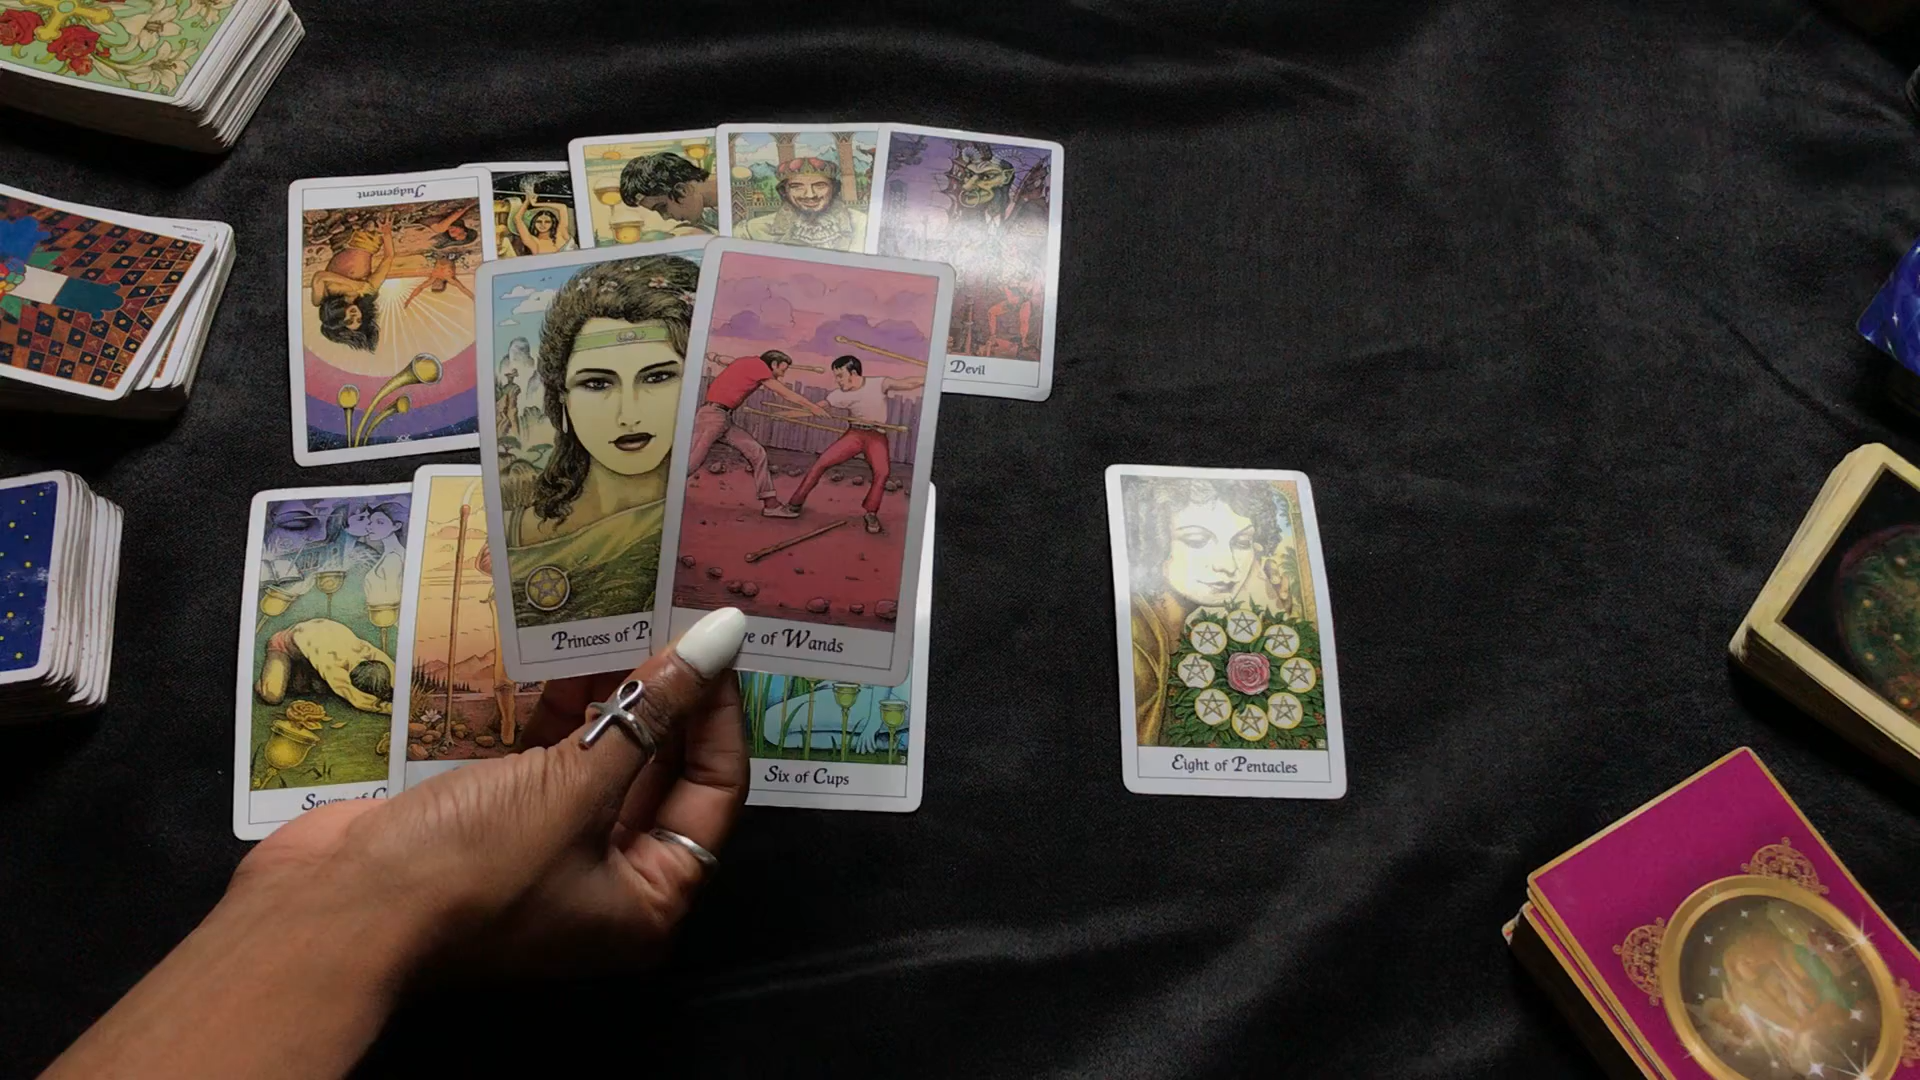 Judgement
Devil
Princess of
of Wands
Six of Cups
Eight of Pentacles